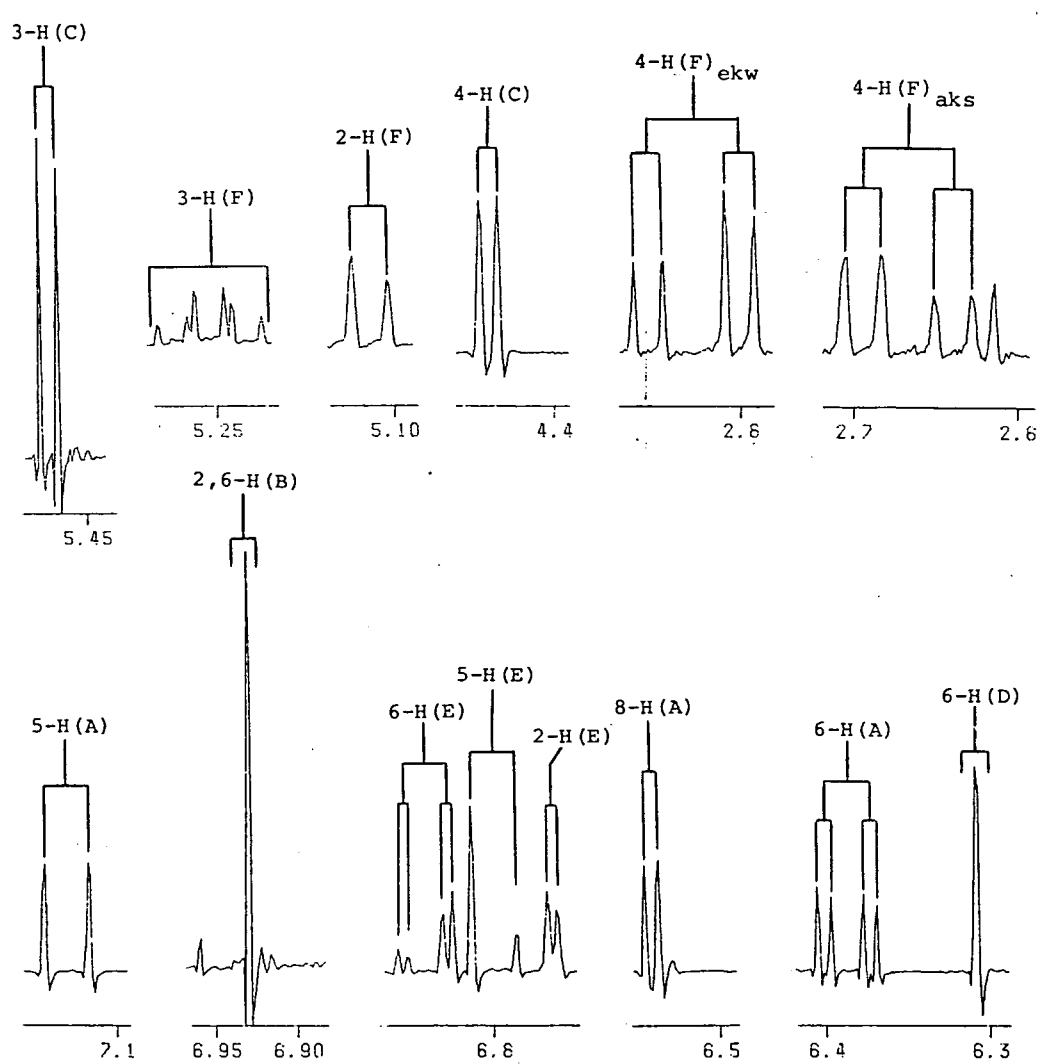 3-H(C)
3-H(F)
2-H(F)
4-H(C)
4-H(F) ekw
4-H(F) aks
5.45
5.25
5.10
4.4
2.8
2.7
2.6
5-H(A)
2,6-H(B)
6-H(E)
5-H(E)
2-H(E)
8-H(A)
6-H(A)
6-H(D)
7.1
6.95
6.90
6.8
6.5
6.4
6.3